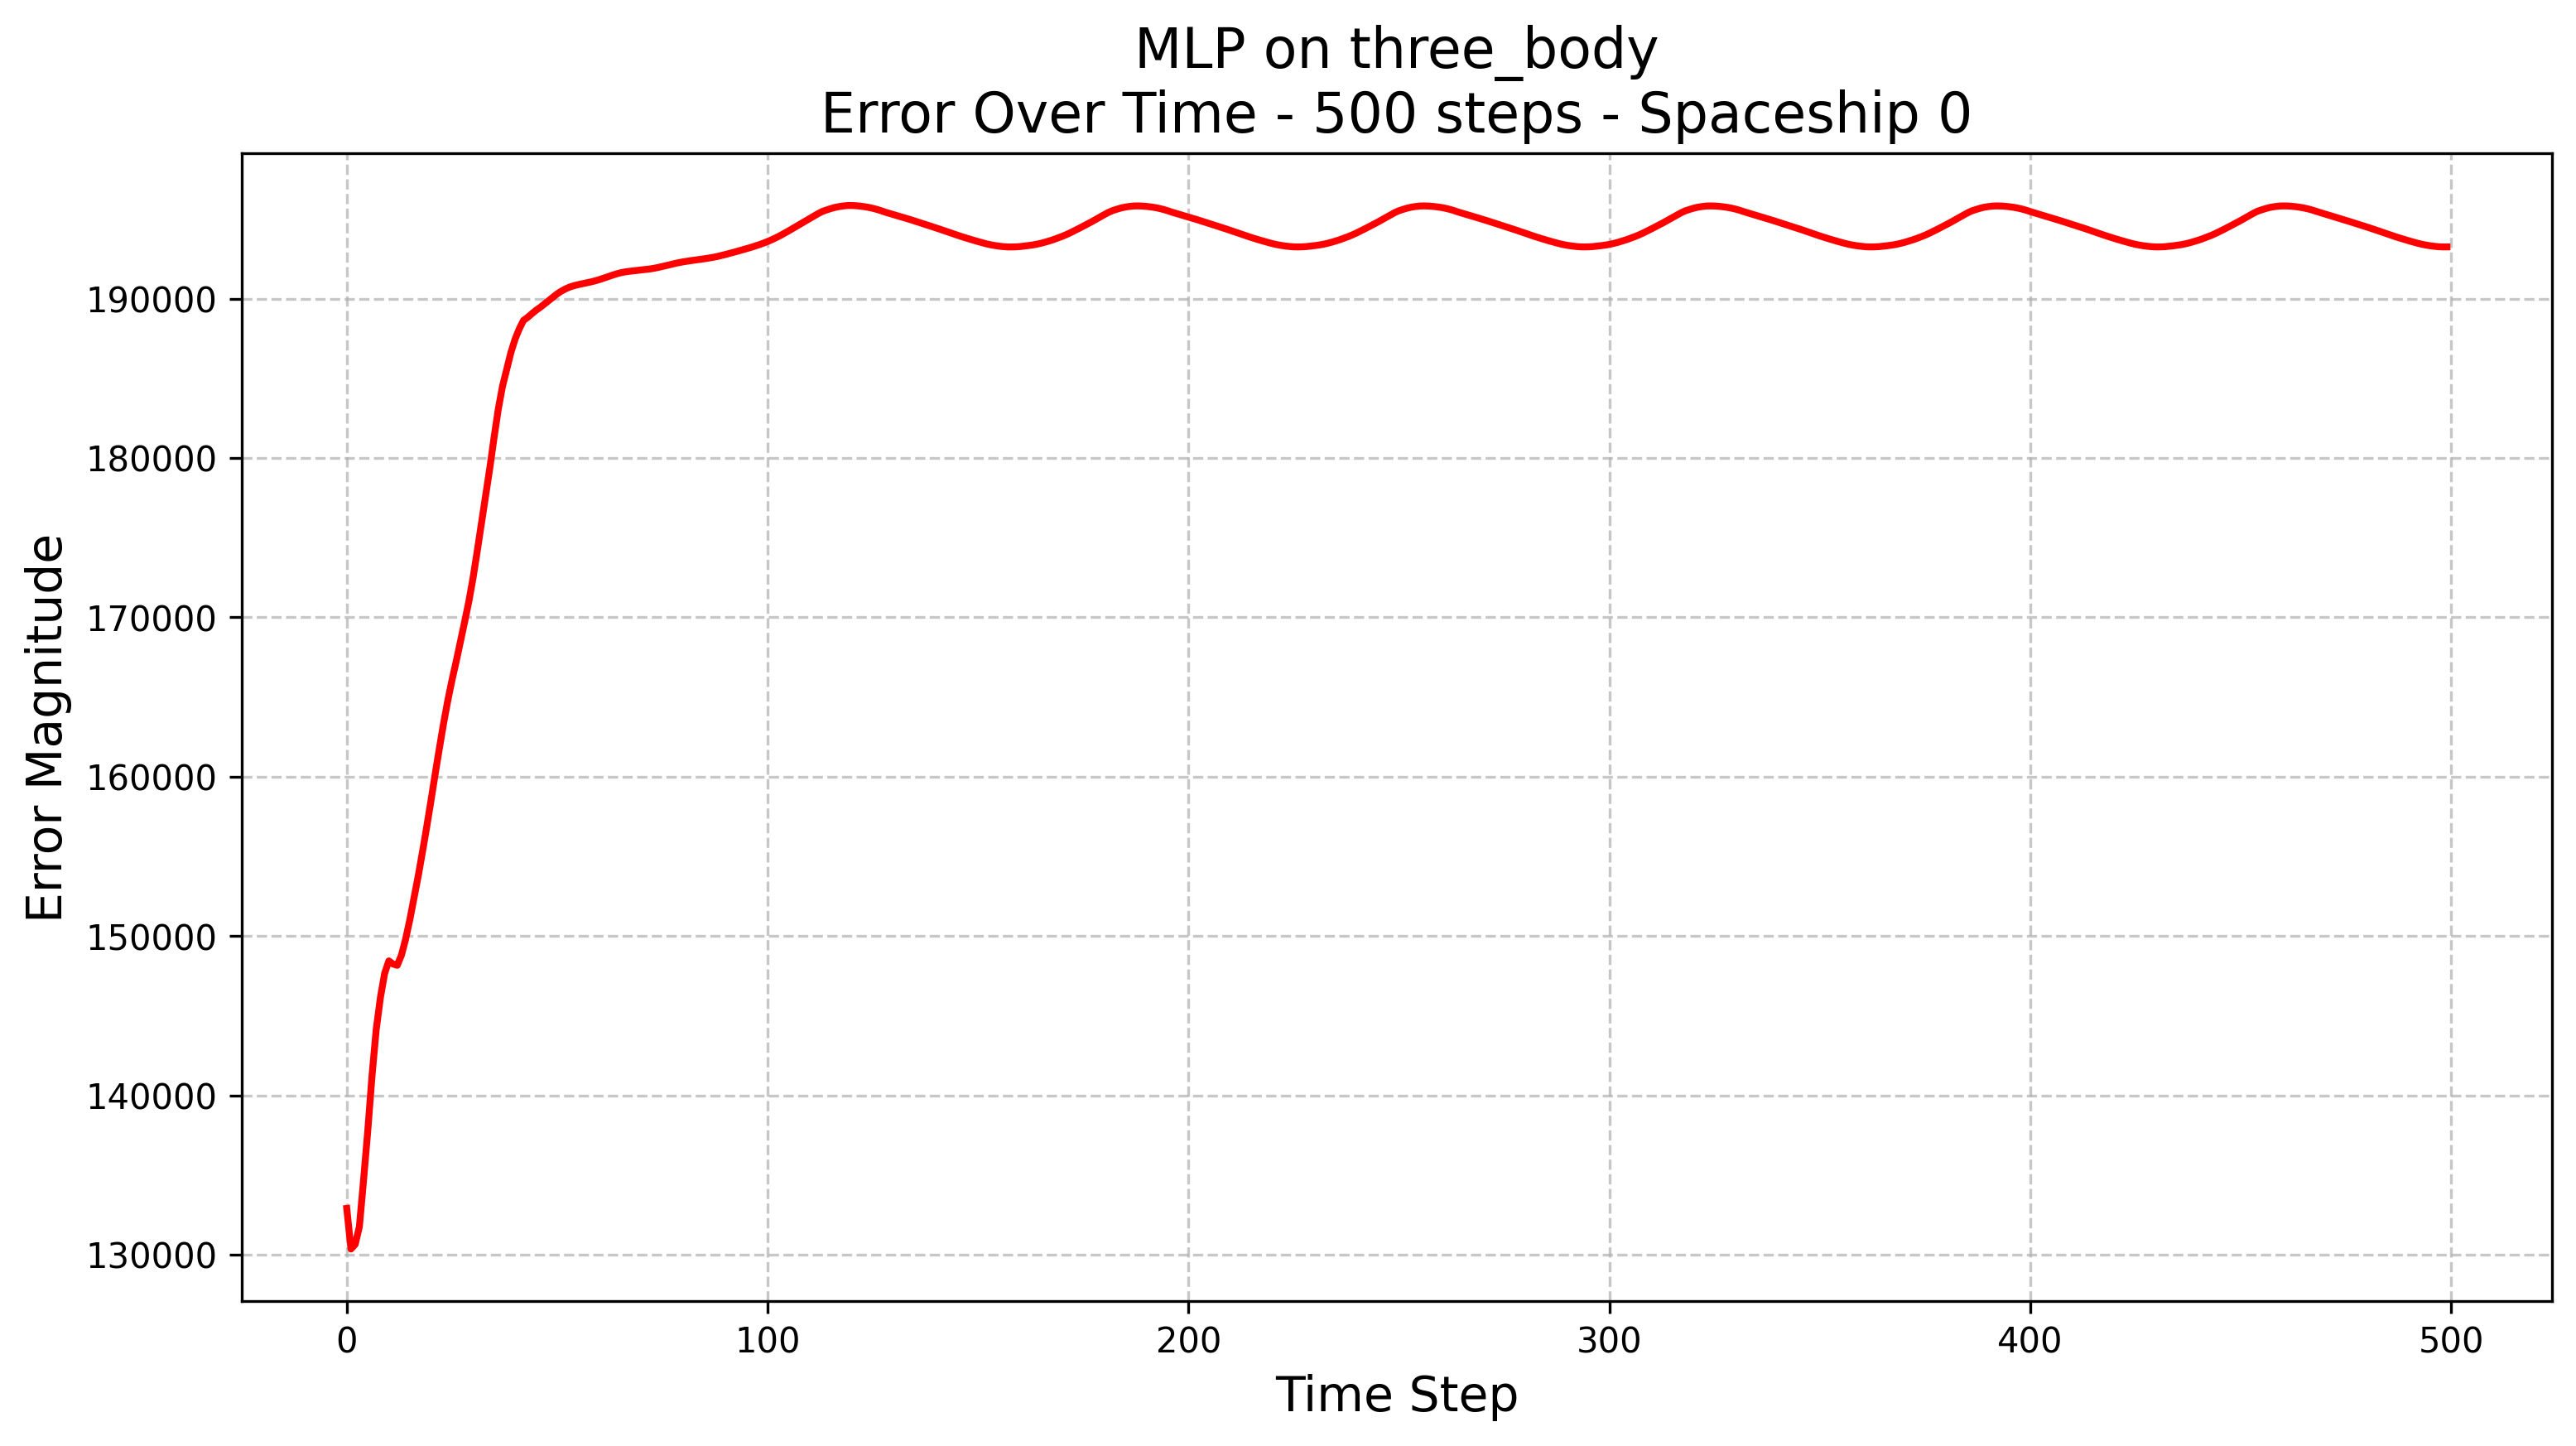 MLP on three_body
Error Over Time - 500 steps - Spaceship 0
Error Magnitude
190000
180000
170000
160000
150000
140000
130000
0 100 200 300 400 500
Time Step